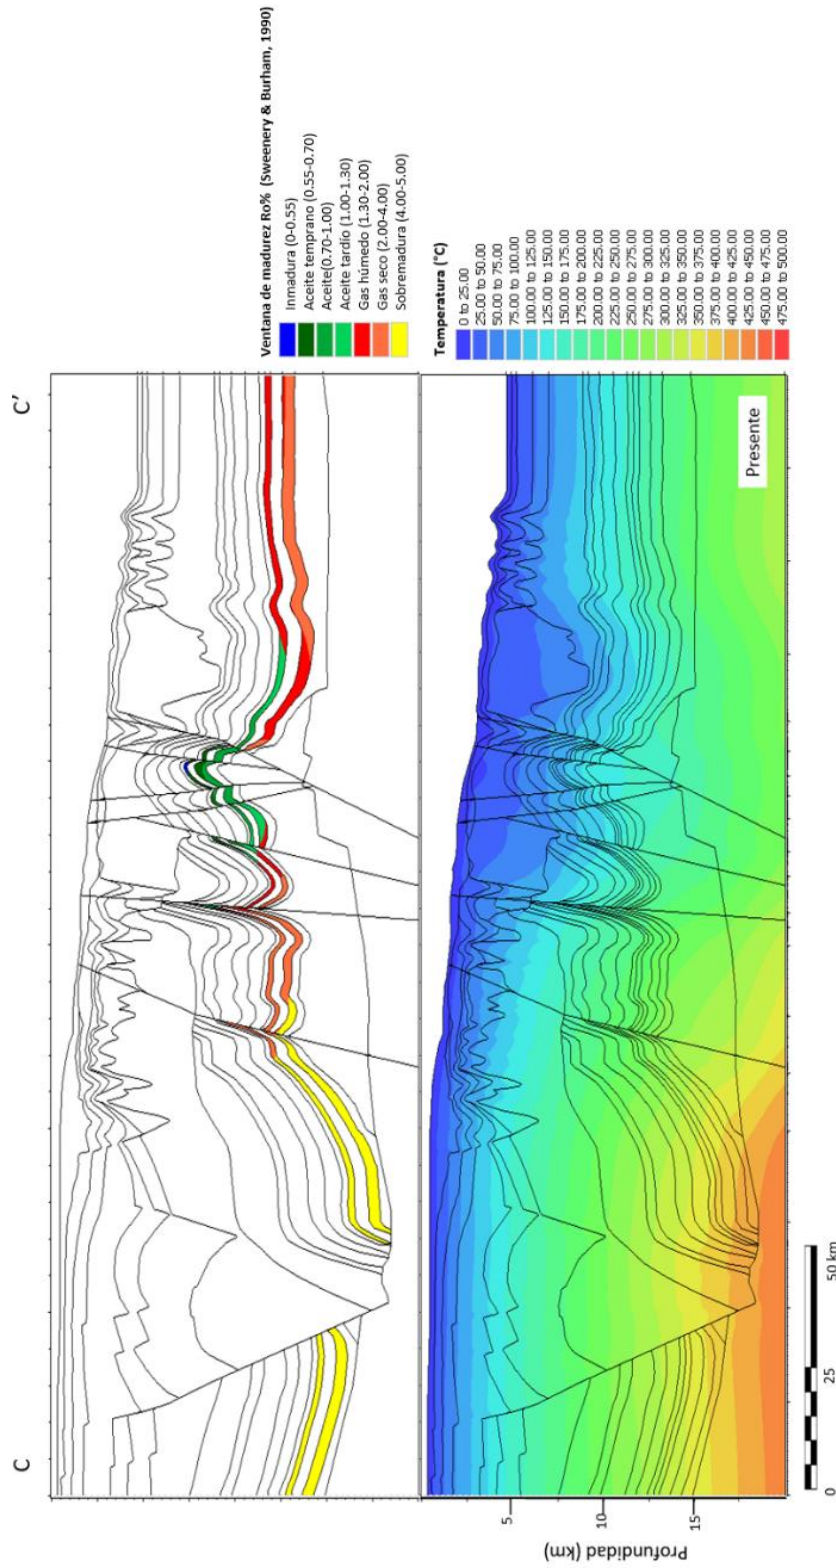 C
C'
Ventana de madurez Ro% (Sweenery & Burham, 1990)
Inmadura (0-0.55)
Aceite temprano (0.55-0.70)
Aceite(0.70-1.00)
Aceite tardío (1.00-1.30)
Gas húmedo (1.30-2.00)
Gas seco (2.00-4.00)
Sobremadura (4.00-5.00)
Temperatura (°C)
0 to 25.00
25.00 to 50.00
50.00 to 75.00
75.00 to 100.00
100.00 to 125.00
125.00 to 150.00
150.00 to 175.00
175.00 to 200.00
200.00 to 225.00
225.00 to 250.00
250.00 to 275.00
275.00 to 300.00
300.00 to 325.00
325.00 to 350.00
350.00 to 375.00
375.00 to 400.00
400.00 to 425.00
425.00 to 450.00
450.00 to 475.00
475.00 to 500.00
Presente
Profundidad (km)
5
10
15
0
25
50 km